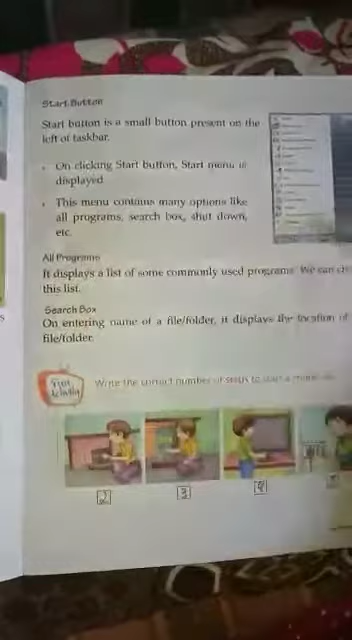 Start Button
Start button is a small button present on the
left of taskbar.
On clicking Start button, Start menu is
displayed.
This menu contains many options like
all programs, search box, shut down,
etc.
All Programs
It displays a list of some commonly used programs. We can
this list.
Search Box
On entering name of a file/folder, it displays the location of
file/folder.
Write the correct number of steps to start a
2
3
4